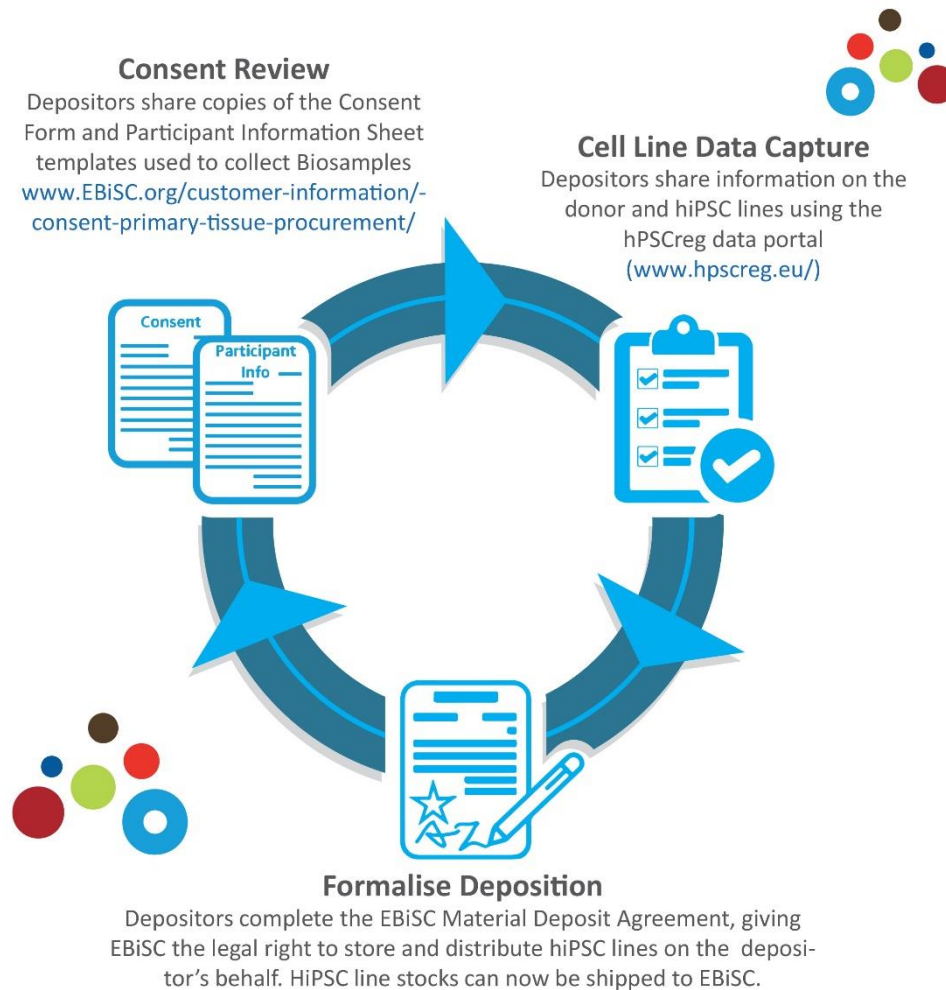 Consent Review
Depositors share copies of the Consent
Form and Participant Information Sheet
templates used to collect Biosamples
www.EBiSC.org/customer-information/-
consent-primary-tissue-procurement/
Cell Line Data Capture
Depositors share information on the
donor and hiPSC lines using the
hPSCreg data portal
(www.hpscreg.eu/)
Consent
Participant
Info
Formalise Deposition
Depositors complete the EBiSC Material Deposit Agreement, giving
EBiSC the legal right to store and distribute hiPSC lines on the deposi-
tor's behalf. HiPSC line stocks can now be shipped to EBiSC.